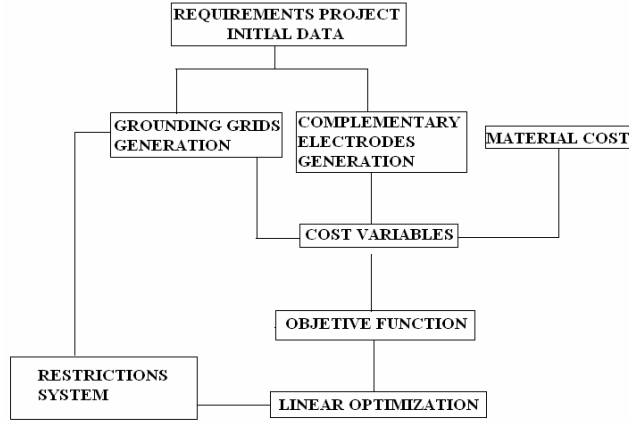 REQUIREMENTS PROJECT
INITIAL DATA
GROUNDING GRIDS
GENERATION
COMPLEMENTARY
ELECTRODES
GENERATION
MATERIAL COST
COST VARIABLES
OBJETIVE FUNCTION
RESTRICTIONS
SYSTEM
LINEAR OPTIMIZATION